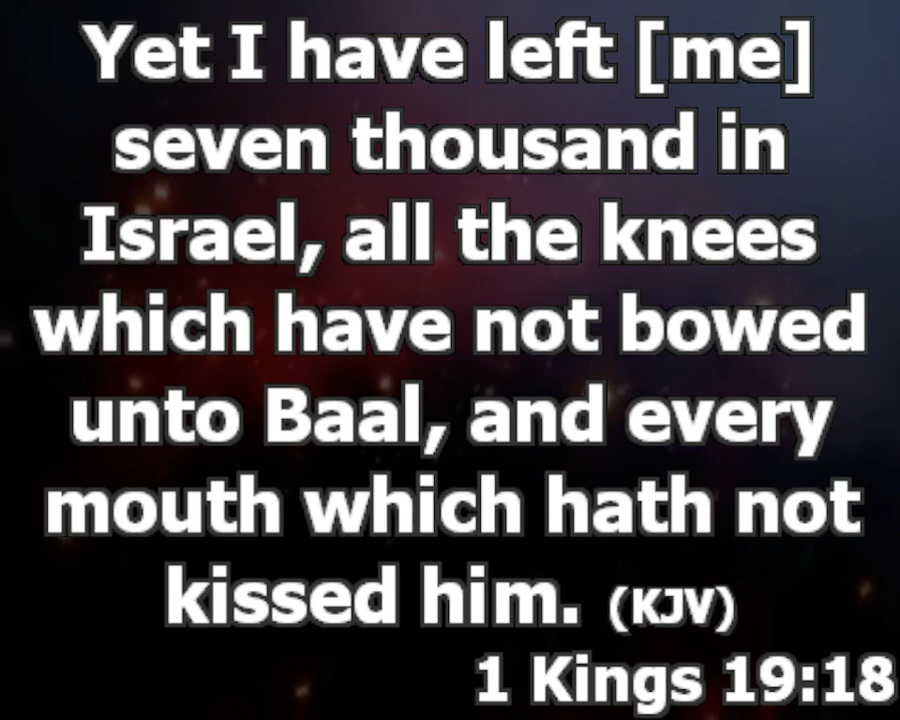 Yet I have left [me]
seven thousand in
Israel, all the knees
which have not bowed
unto Baal, and every
mouth which hath not
kissed him. (KJV)
1 Kings 19:18